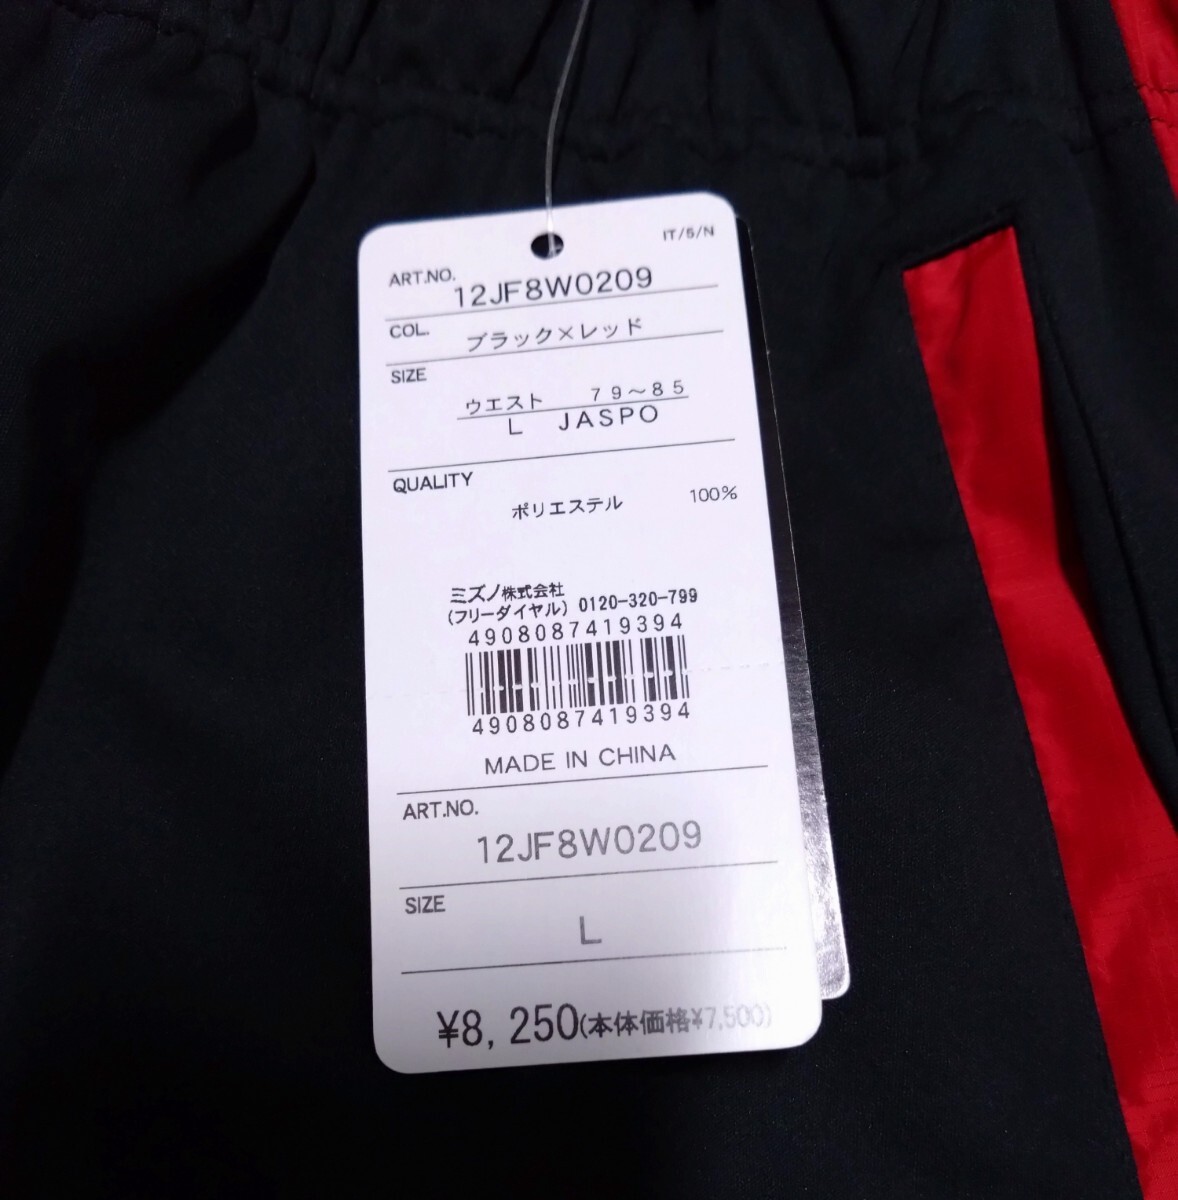 IT/5/N
ART.NO.
12JF8W0209
COL.
ブラック×レッド
SIZE
ウエスト 79～85
L JASPO
QUALITY
ポリエステル 100%
ミズノ株式会社
(フリーダイヤル) 0120-320-799
4908087419394
4908087419394
MADE IN CHINA
ART.NO.
12JF8W0209
SIZE
L
¥8,250(本体価格¥7,500)